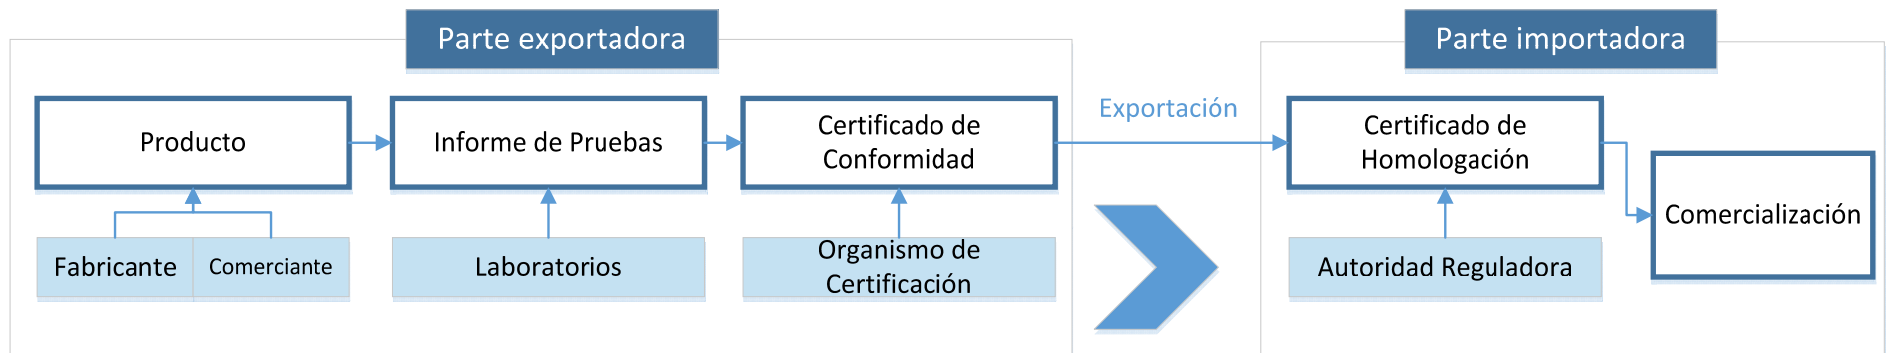 Parte exportadora
Parte importadora
Producto
Informe de Pruebas
Certificado de
Conformidad
Exportación
Certificado de
Homologación
Comercialización
Fabricante
Comerciante
Laboratorios
Organismo de
Certificación
Autoridad Reguladora